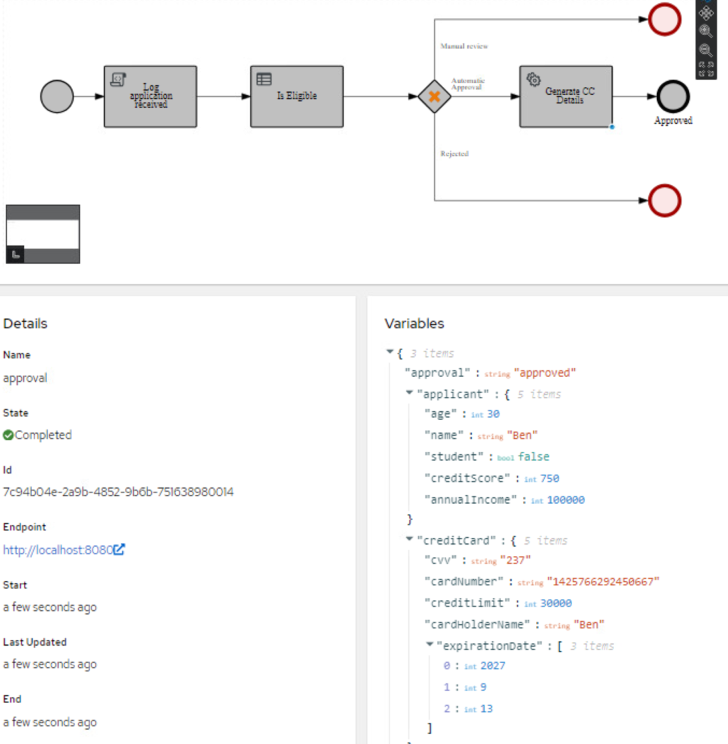 Manual review
Log
application
received
Is Eligible
Automatic
Approval
Generate CC
Details
Approved
Rejected
Details
Name
approval
State
Completed
Id
7c94b04e-2a9b-4852-9b6b-751638980014
Endpoint
http://localhost:8080
Start
a few seconds ago
Last Updated
a few seconds ago
End
a few seconds ago
Variables
{ 3 items
"approval" : string "approved"
"applicant" : { 5 items
"age" : int 30
"name" : string "Ben"
"student" : bool false
"creditScore" : int 750
"annualIncome" : int 100000
}
"creditCard" : { 5 items
"cvv" : string "237"
"cardNumber" : string "1425766292450667"
"creditLimit" : int 30000
"cardHolderName" : string "Ben"
"expirationDate" : [ 3 items
0 : int 2027
1 : int 9
2 : int 13
]